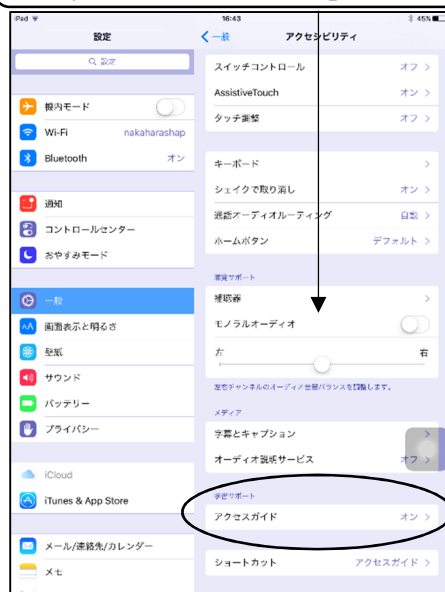 iPad
16:43
45%
設定
一般
アクセシビリティ
設定
機内モード
Wi-Fi
nakaharashap
Bluetooth
オン
通知
コントロールセンター
おやすみモード
一般
AA
画面表示と明るさ
壁紙
サウンド
バッテリー
プライバシー
iCloud
iTunes & App Store
メール/連絡先/カレンダー
メモ
スイッチコントロール
オフ
AssistiveTouch
オン
タッチ調整
オフ
キーボード
シェイクで取り消し
オン
通話オーディオルーティング
自動
ホームボタン
デフォルト
聴覚サポート
補聴器
モノラルオーディオ
左
右
左右チャンネルのオーディオ音量バランスを調整します。
メディア
字幕とキャプション
オーディオ説明サービス
オフ
学習サポート
アクセスガイド
オン
ショートカット
アクセスガイド